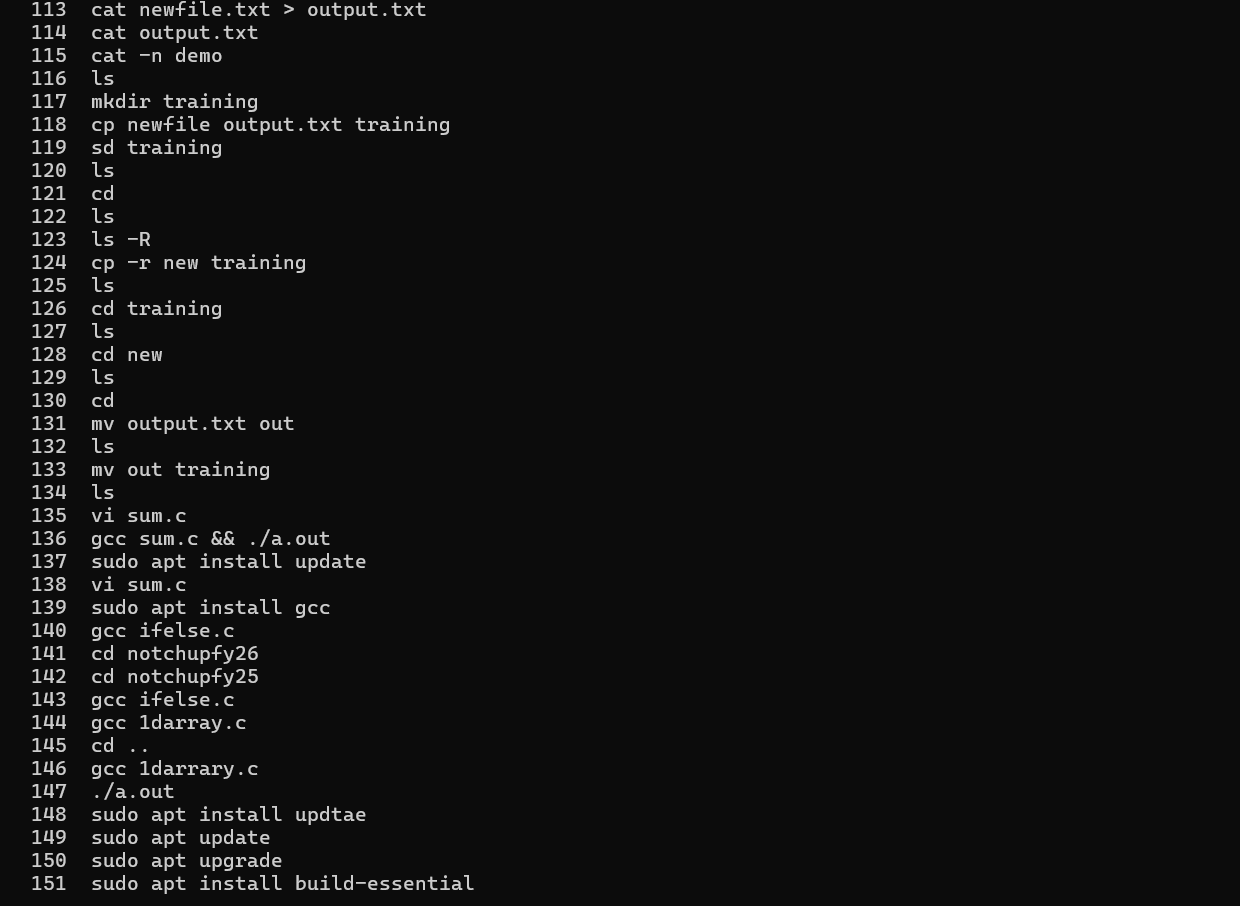 113  cat newfile.txt > output.txt
114  cat output.txt
115  cat -n demo
116  ls
117  mkdir training
118  cp newfile output.txt training
119  sd training
120  ls
121  cd
122  ls
123  ls -R
124  cp -r new training
125  ls
126  cd training
127  ls
128  cd new
129  ls
130  cd
131  mv output.txt out
132  ls
133  mv out training
134  ls
135  vi sum.c
136  gcc sum.c && ./a.out
137  sudo apt install update
138  vi sum.c
139  sudo apt install gcc
140  gcc ifelse.c
141  cd notchupfy26
142  cd notchupfy25
143  gcc ifelse.c
144  gcc 1darray.c
145  cd ..
146  gcc 1darrary.c
147  ./a.out
148  sudo apt install updtae
149  sudo apt update
150  sudo apt upgrade
151  sudo apt install build-essential